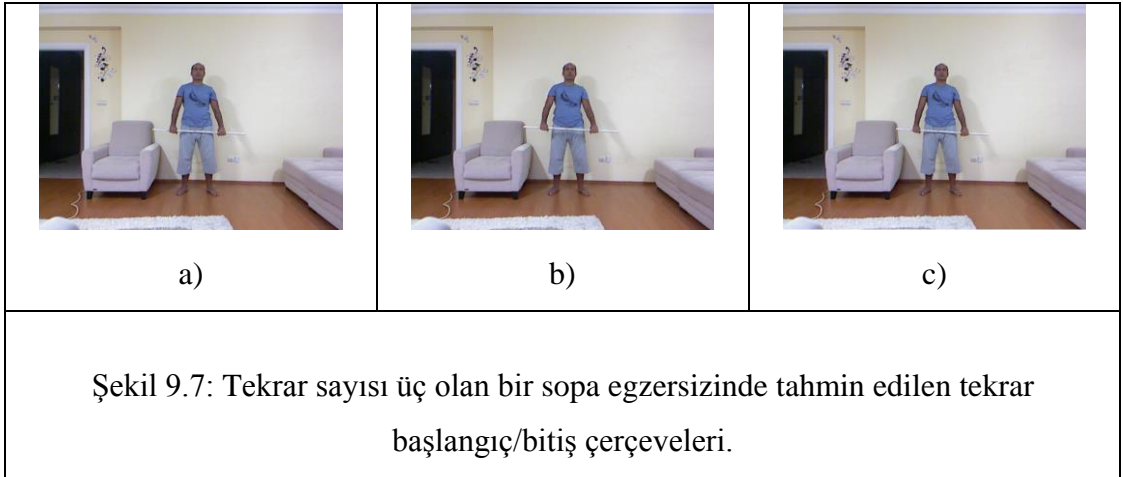 a)
b)
c)
Şekil 9.7: Tekrar sayısı üç olan bir sopa egzersizinde tahmin edilen tekrar
başlangıç/bitiş çerçeveleri.